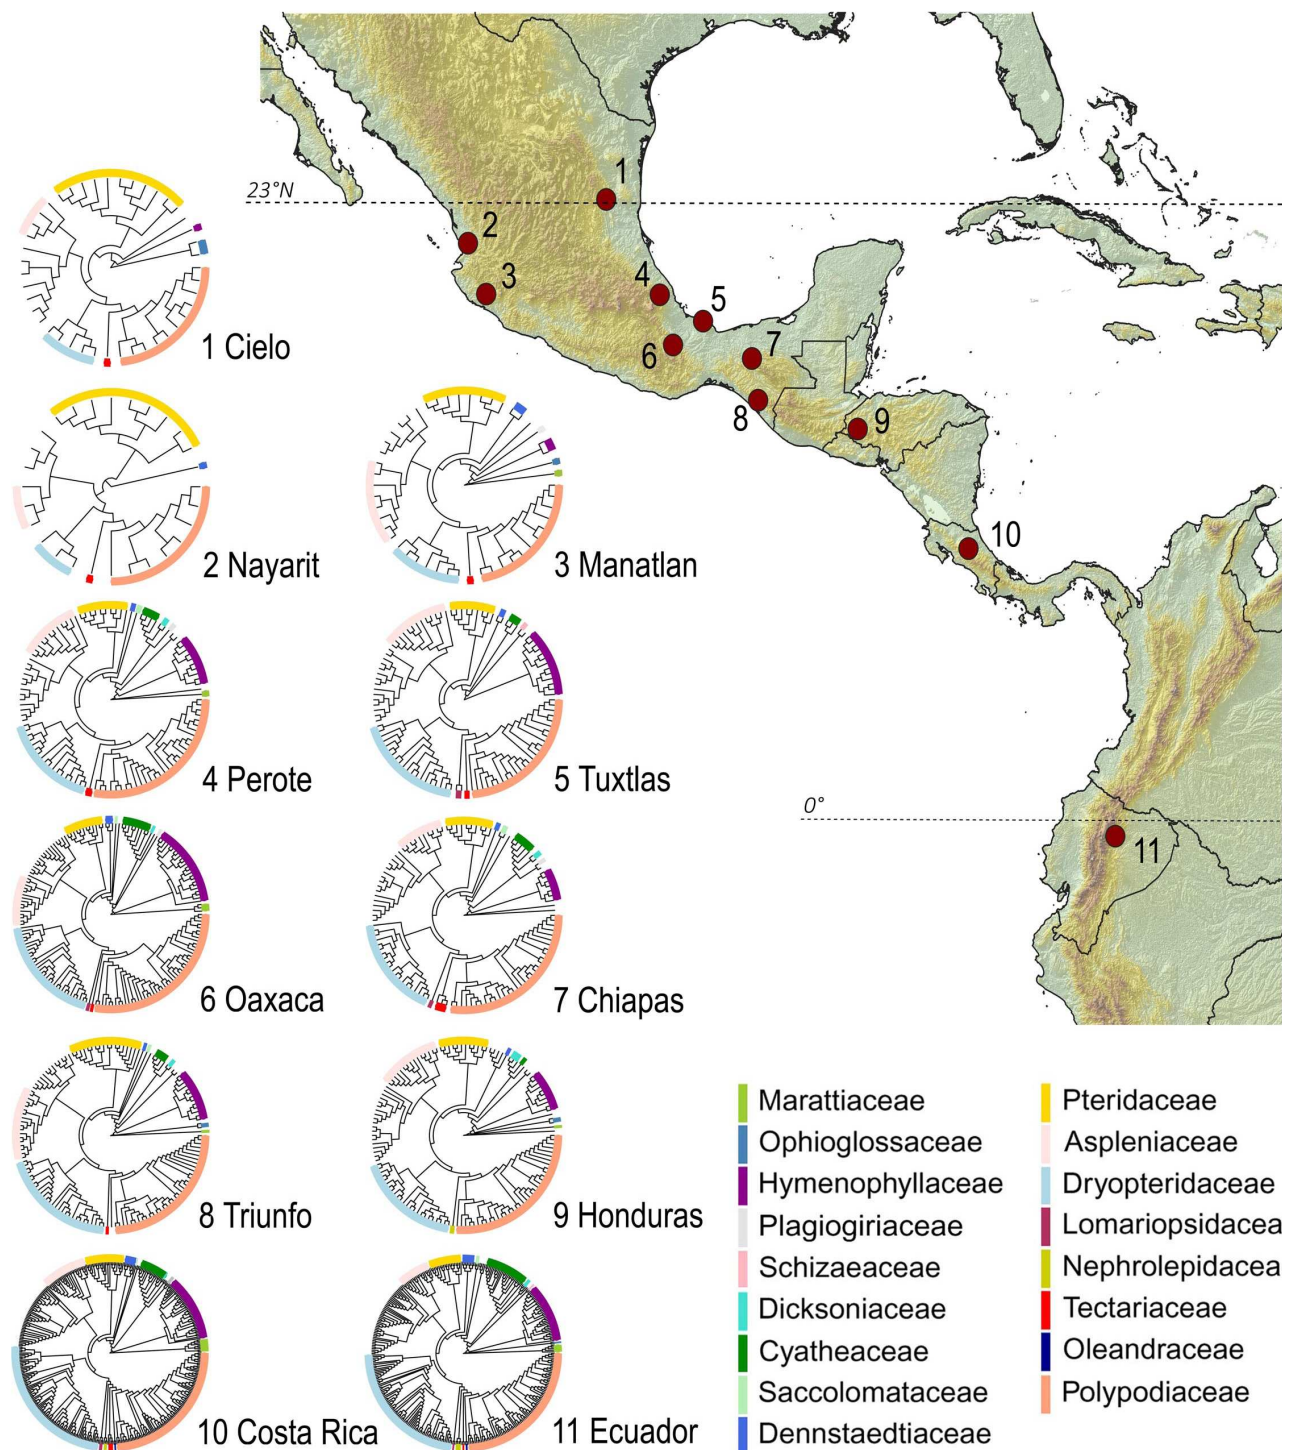 23°N
1
2
3
4
5
6
7
8
9
10
0°
11
1 Cielo
2 Nayarit
3 Manatlan
4 Perote
5 Tuxtlas
6 Oaxaca
7 Chiapas
8 Triunfo
9 Honduras
10 Costa Rica
11 Ecuador
Marattiaceae
Ophioglossaceae
Hymenophyllaceae
Plagiogiriaceae
Schizaeaceae
Dicksoniaceae
Cyatheaceae
Saccolomataceae
Dennstaedtiaceae
Pteridaceae
Aspleniaceae
Dryopteridaceae
Lomariopsidacea
Nephrolepidacea
Tectariaceae
Oleandraceae
Polypodiaceae